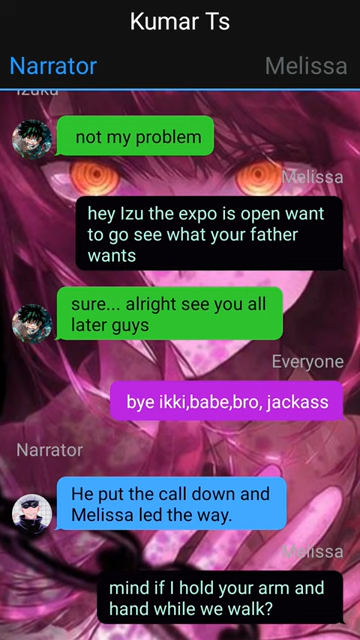 Kumar Ts
Narrator
Melissa
Izuku
not my problem
Melissa
hey Izu the expo is open want
to go see what your father
wants
sure... alright see you all
later guys
Everyone
bye ikki,babe,bro, jackass
Narrator
He put the call down and
Melissa led the way.
Melissa
mind if I hold your arm and
hand while we walk?